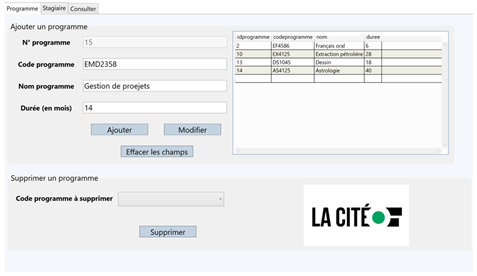 Programme Stagiaire Consulter
Ajouter un programme
N° programme 15
Code programme EMD2358
Nom programme Gestion de proejets
Durée (en mois) 14
Ajouter Modifier
Effacer les champs
idprogramme codeprogramme nom duree
2 EF4586 Français oral 6
10 EX4125 Extraction pétrolière 28
13 DS1045 Dessin 18
14 AS4125 Astrologie 40
Supprimer un programme
Code programme à supprimer
Supprimer
LA CITÉ